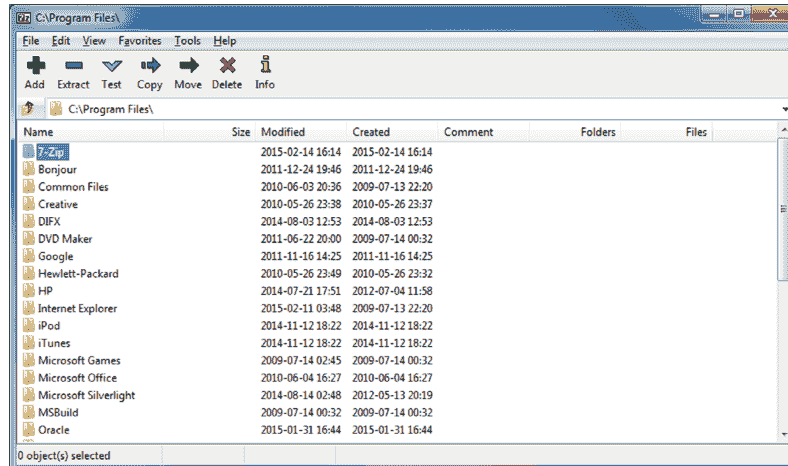 C:\Program Files\
File Edit View Favorites Tools Help
Add Extract Test Copy Move Delete Info
C:\Program Files\
Name Size Modified Created Comment Folders Files
7-Zip 2015-02-14 16:14 2015-02-14 16:14
Bonjour 2011-12-24 19:46 2011-12-24 19:46
Common Files 2010-06-03 20:36 2009-07-13 22:20
Creative 2010-05-26 23:38 2010-05-26 23:37
DIFX 2014-08-03 12:53 2014-08-03 12:53
DVD Maker 2011-06-22 20:00 2009-07-14 00:32
Google 2011-11-16 14:25 2011-11-16 14:25
Hewlett-Packard 2010-05-26 23:49 2010-05-26 23:32
HP 2014-07-21 17:51 2012-07-04 11:58
Internet Explorer 2015-02-11 03:48 2009-07-13 22:20
iPod 2014-11-12 18:22 2014-11-12 18:22
iTunes 2014-11-12 18:22 2014-11-12 18:22
Microsoft Games 2009-07-14 02:45 2009-07-14 00:32
Microsoft Office 2010-06-04 16:27 2010-06-04 16:27
Microsoft Silverlight 2014-08-14 02:48 2012-05-13 20:19
MSBuild 2009-07-14 00:32 2009-07-14 00:32
Oracle 2015-01-31 16:44 2015-01-31 16:44
0 object(s) selected